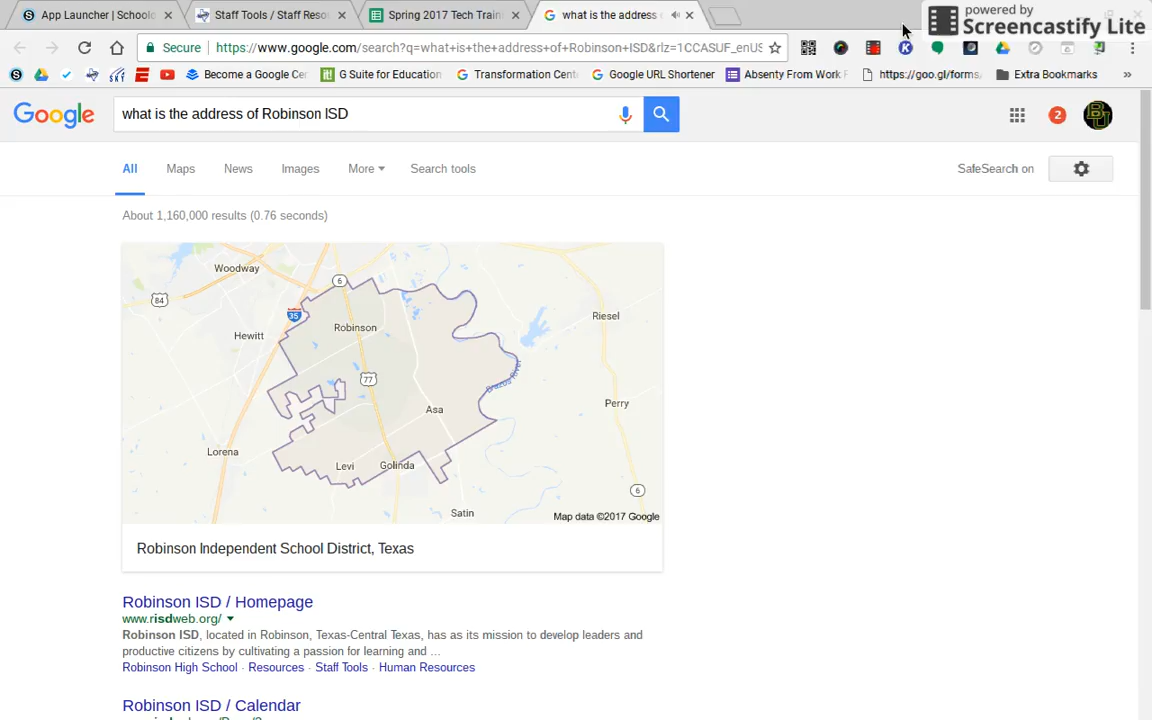 App Launcher | Schoolo
Staff Tools / Staff Reso
Spring 2017 Tech Train
what is the address o
powered by
Screencastify Lite
Secure
https://www.google.com/search?q=what+is+the+address+of+Robinson+ISD&rlz=1CCASUF_enUS
Become a Google Cer
G Suite for Education
Transformation Cente
Google URL Shortener
Absenty From Work F
https://goo.gl/forms/
Extra Bookmarks
»
Google
what is the address of Robinson ISD
2
All
Maps
News
Images
More
Search tools
SafeSearch on
About 1,160,000 results (0.76 seconds)
Woodway
6
84
35
Robinson
Riesel
Hewitt
77
Brazos River
Asa
Perry
Lorena
Levi
Golinda
6
Satin
Map data ©2017 Google
Robinson Independent School District, Texas
Robinson ISD / Homepage
www.risdweb.org/
Robinson ISD, located in Robinson, Texas-Central Texas, has as its mission to develop leaders and
productive citizens by cultivating a passion for learning and ...
Robinson High School · Resources · Staff Tools · Human Resources
Robinson ISD / Calendar